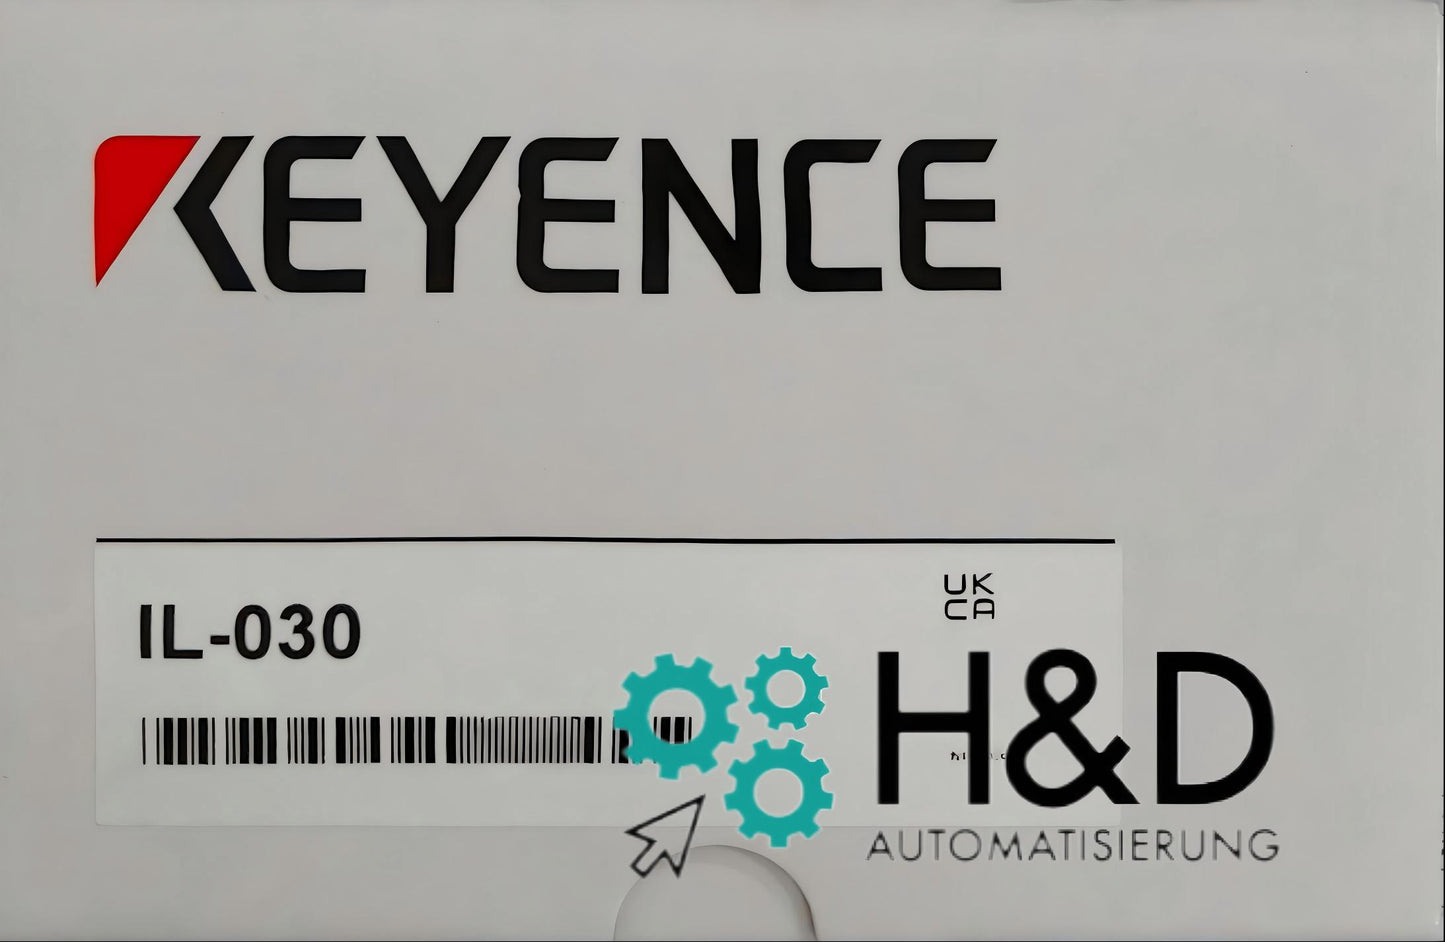 KEYENCE
IL-030
UK
CA
H&D
AUTOMATISIERUNG